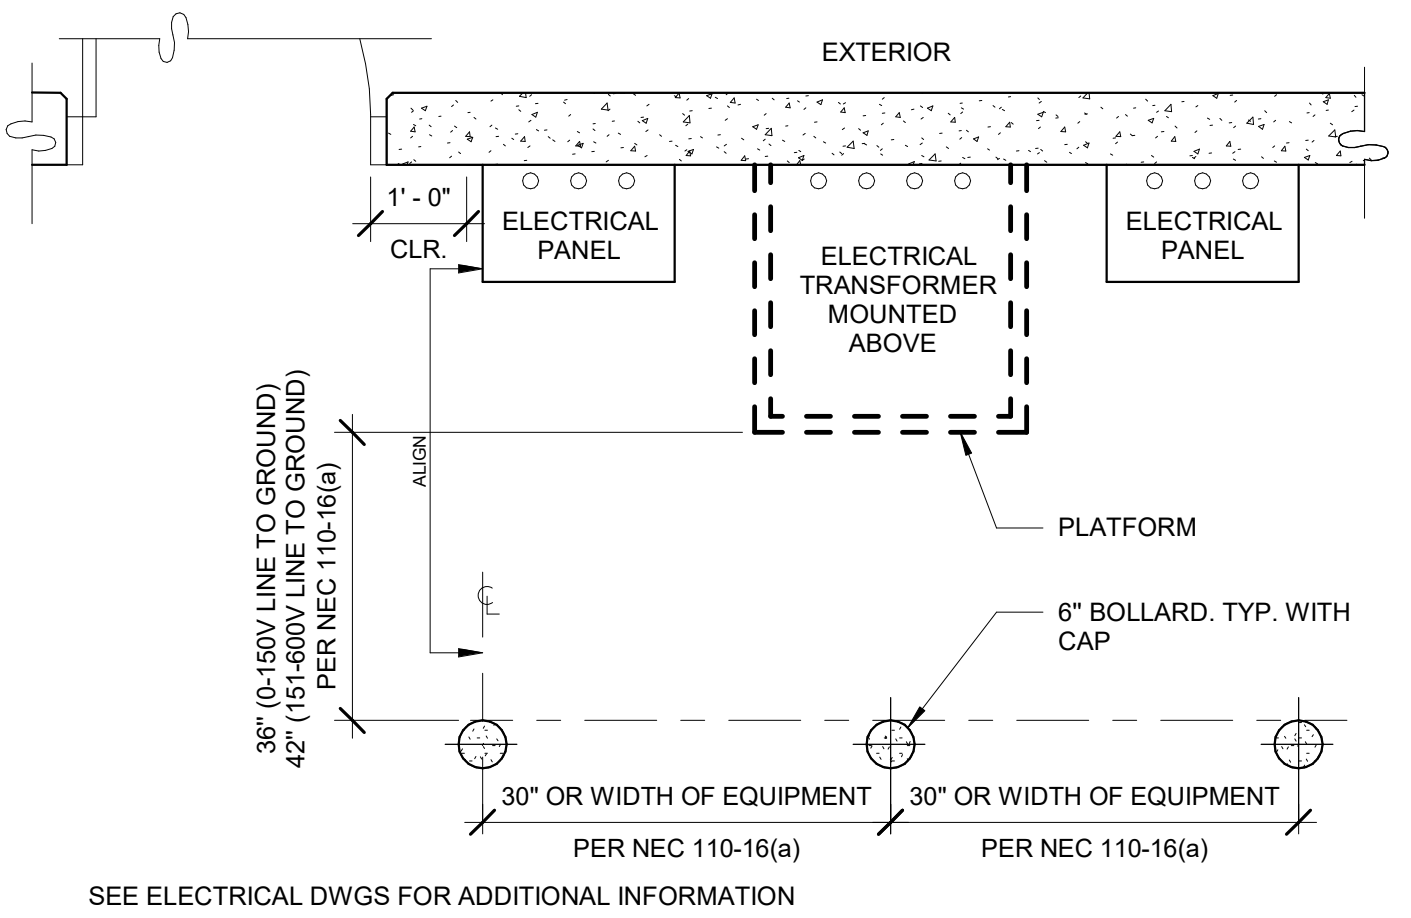 EXTERIOR
1' - 0"
CLR.
ELECTRICAL
PANEL
ELECTRICAL
TRANSFORMER
MOUNTED
ABOVE
ELECTRICAL
PANEL
36" (0-150V LINE TO GROUND)
42" (151-600V LINE TO GROUND)
PER NEC 110-16(a)
ALIGN
PLATFORM
CL
6" BOLLARD. TYP. WITH
CAP
30" OR WIDTH OF EQUIPMENT
PER NEC 110-16(a)
30" OR WIDTH OF EQUIPMENT
PER NEC 110-16(a)
SEE ELECTRICAL DWGS FOR ADDITIONAL INFORMATION